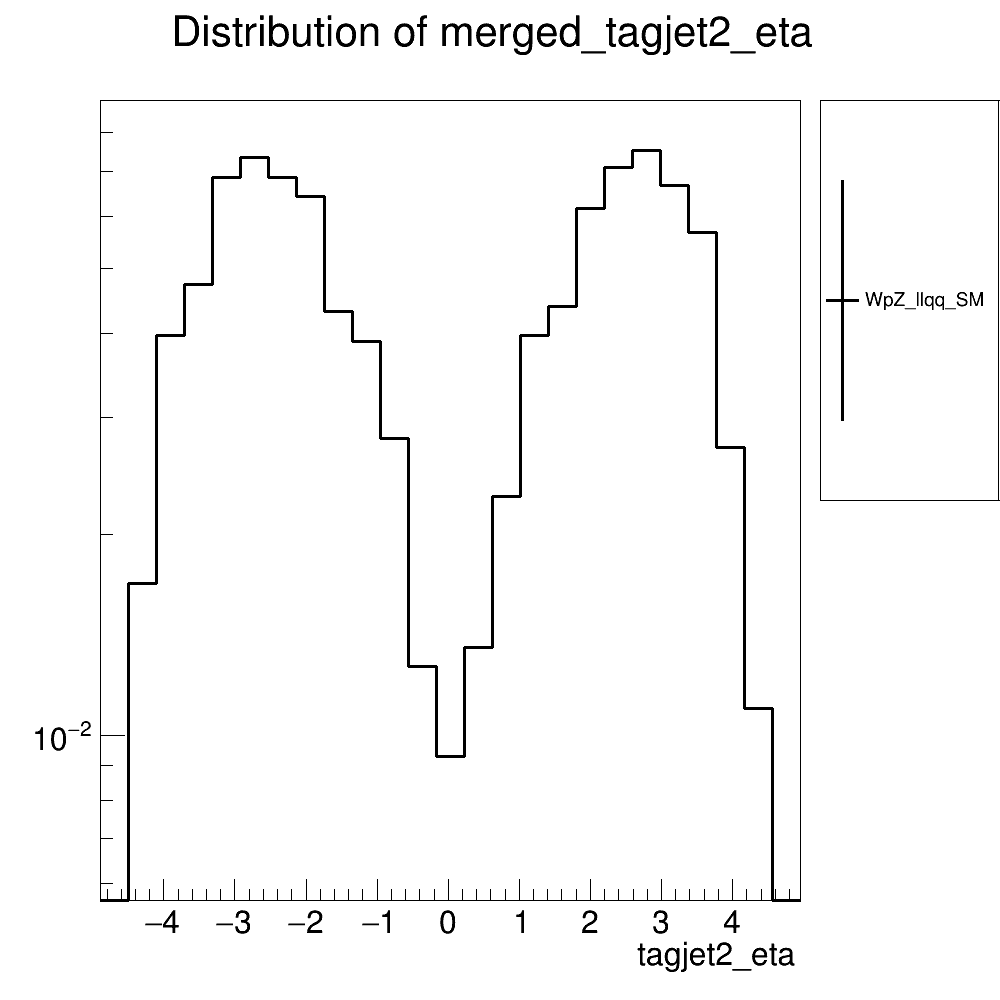 Distribution of merged_tagjet2_eta
WpZ_llqq_SM
10−2
−4 −3 −2 −1 0 1 2 3 4
tagjet2_eta